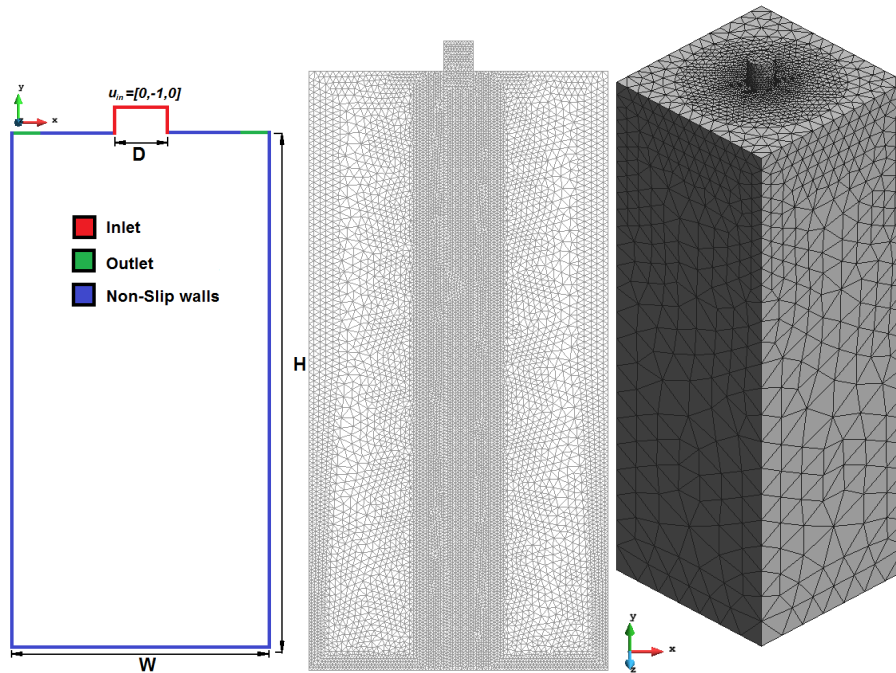 y
x
u_in=[0,-1,0]
D
Inlet
Outlet
Non-Slip walls
H
W
y
x
z